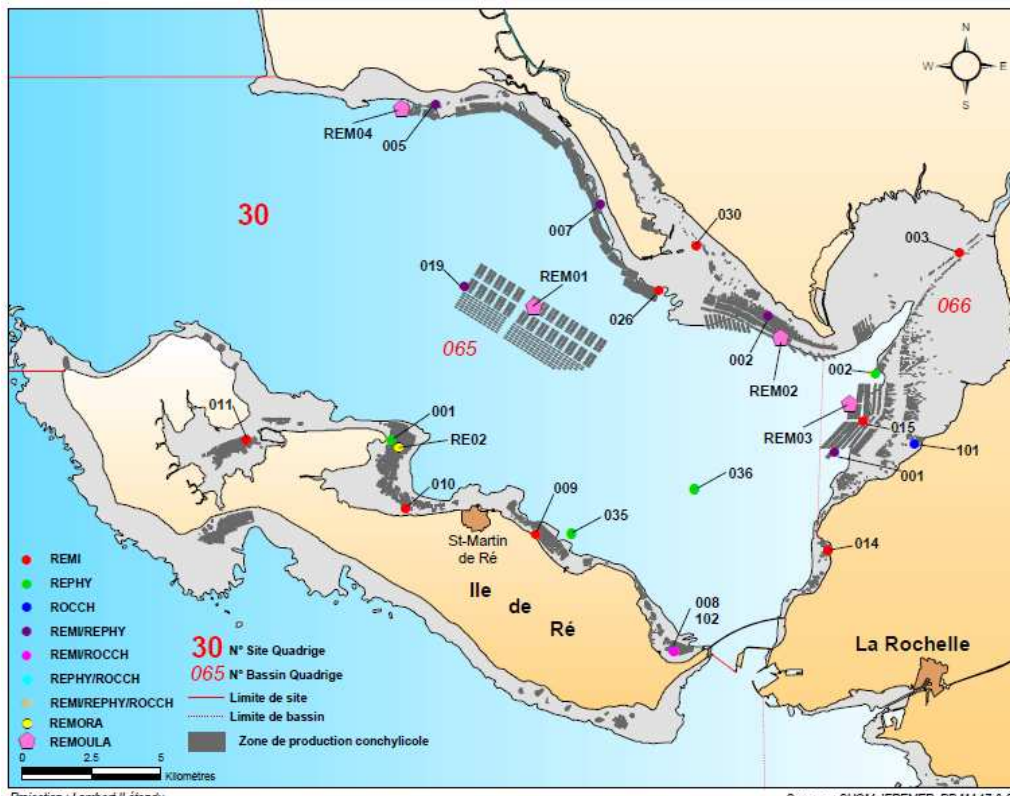 N
W E
S
REM04
005
30
007
030
003
019
REM01
026
066
065
002
REM02
002
011
001
RE02
REM03
015
101
001
036
010
009
035
St-Martin
de Ré
014
Ile
de
Ré
008
102
La Rochelle
REMI
REPHY
ROCCH
REMI/REPHY
REMI/ROCCH
REPHY/ROCCH
REMI/REPHY/ROCCH
REMORA
REMOULA
30 N° Site Quadrige
065 N° Bassin Quadrige
Limite de site
Limite de bassin
Zone de production conchylicole
0 2.5 5
Kilomètres